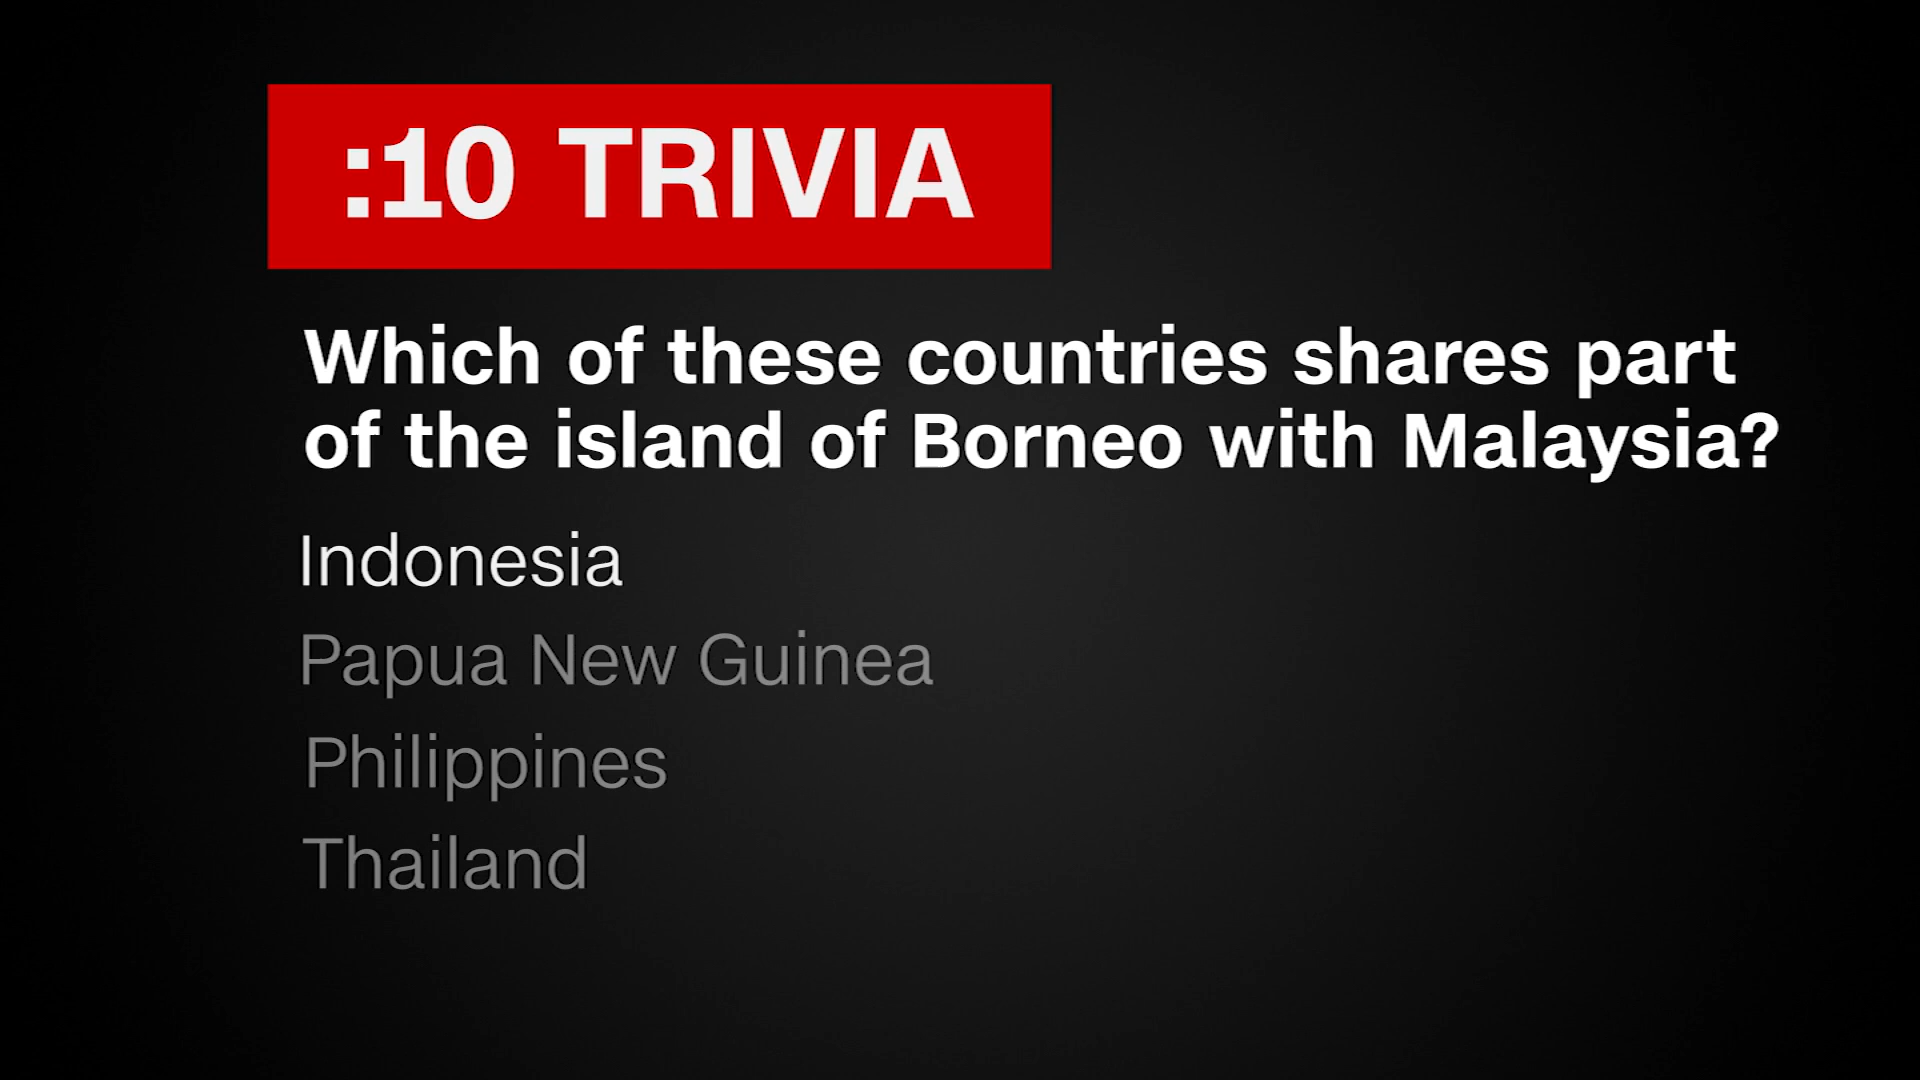 :10 TRIVIA
Which of these countries shares part
of the island of Borneo with Malaysia?
Indonesia
Papua New Guinea
Philippines
Thailand